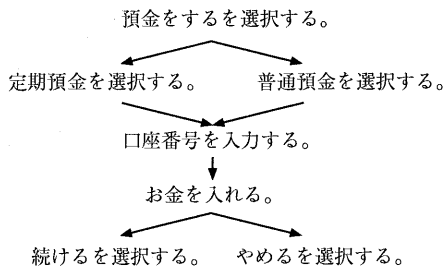 預金をするを選択する。
定期預金を選択する。 普通預金を選択する。
口座番号を入力する。
お金を入れる。
続けるを選択する。 やめるを選択する。